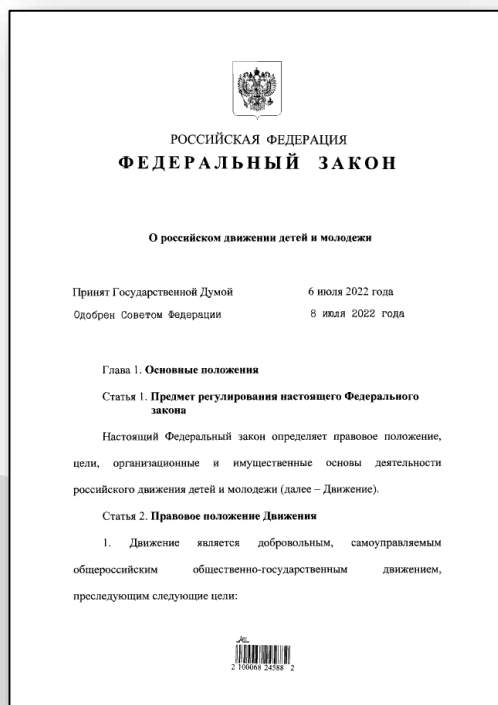 РОССИЙСКАЯ ФЕДЕРАЦИЯ
ФЕДЕРАЛЬНЫЙ ЗАКОН
О российском движении детей и молодежи
Принят Государственной Думой 6 июля 2022 года
Одобрен Советом Федерации 8 июля 2022 года
Глава 1. Основные положения
Статья 1. Предмет регулирования настоящего Федерального
закона
Настоящий Федеральный закон определяет правовое положение,
цели, организационные и имущественные основы деятельности
российского движения детей и молодежи (далее – Движение).
Статья 2. Правовое положение Движения
1. Движение является добровольным, самоуправляемым
общероссийским общественно-государственным движением,
преследующим следующие цели:
2 100068 24588 2